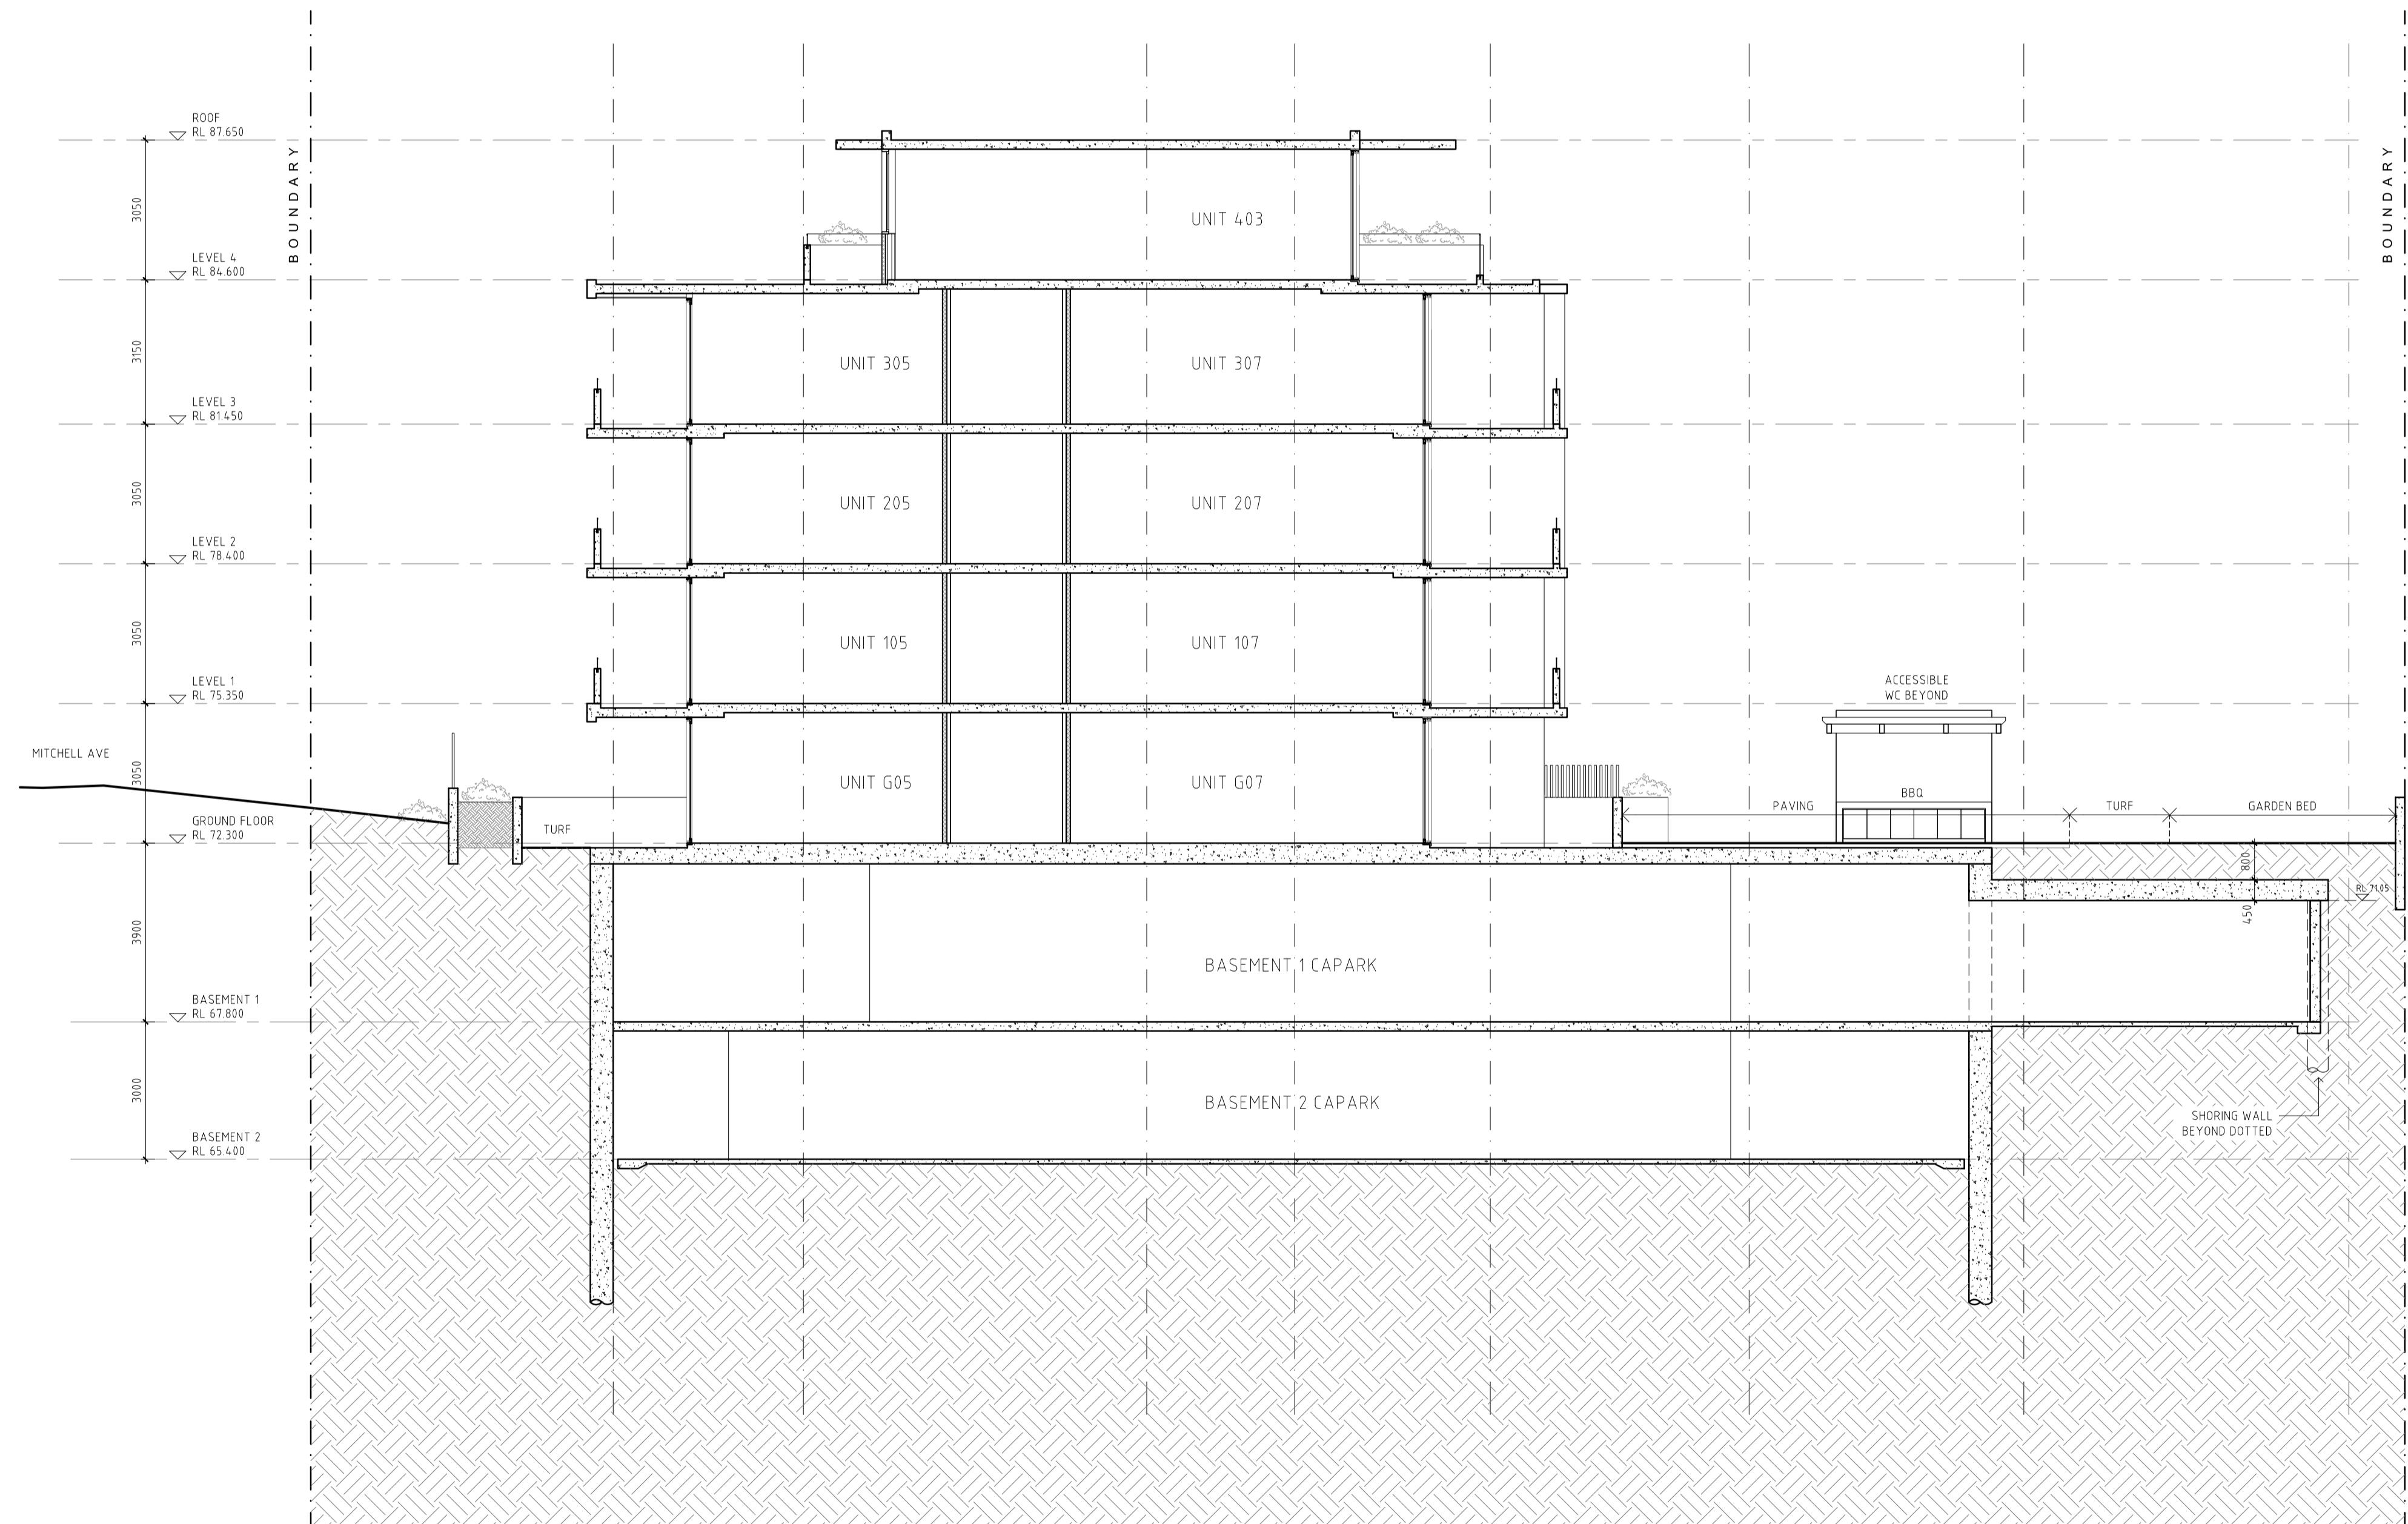 ROOF
RL 87.650
BOUNDARY
BOUNDARY
3050
UNIT 403
LEVEL 4
RL 84.600
3150
UNIT 305
UNIT 307
LEVEL 3
RL 81.450
3050
UNIT 205
UNIT 207
LEVEL 2
RL 78.400
3050
UNIT 105
UNIT 107
LEVEL 1
RL 75.350
ACCESSIBLE
WC BEYOND
MITCHELL AVE
3050
UNIT G05
UNIT G07
BBQ
PAVING
TURF
GARDEN BED
GROUND FLOOR
RL 72.300
TURF
800
RL 71.05
450
3900
BASEMENT 1 CAPARK
BASEMENT 1
RL 67.800
3000
BASEMENT 2 CAPARK
SHORING WALL
BEYOND DOTTED
BASEMENT 2
RL 65.400